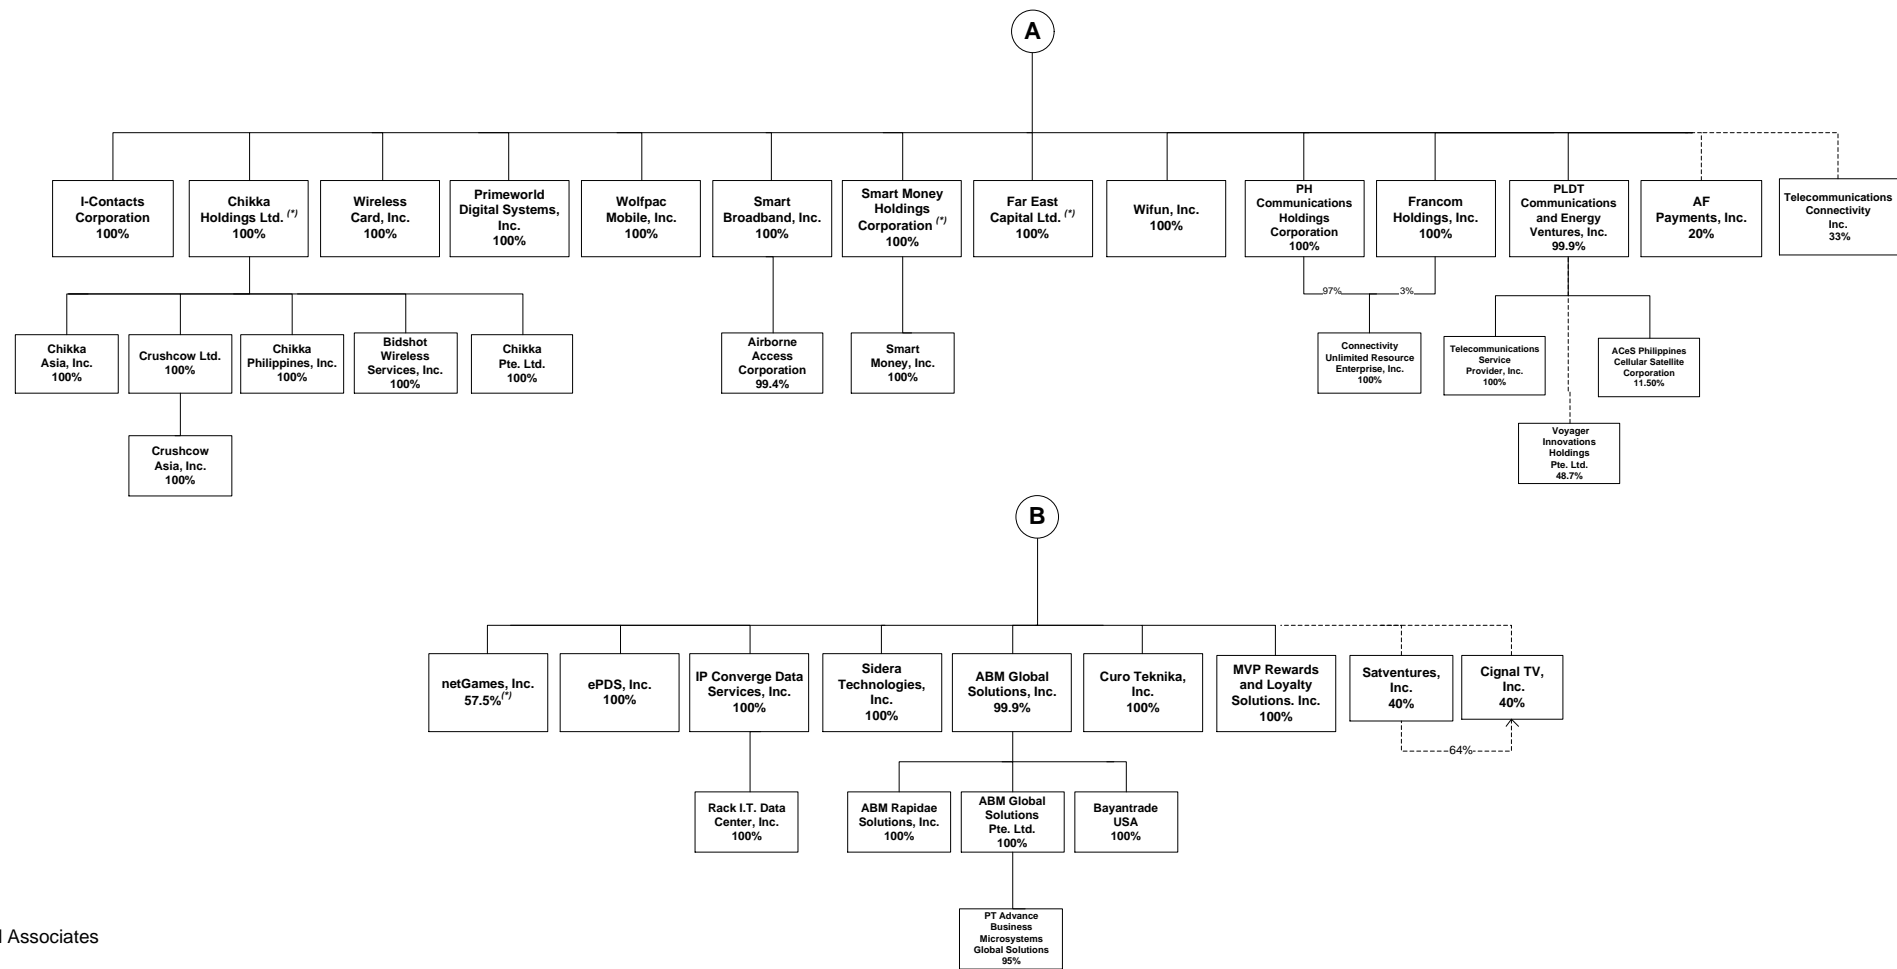 A
I-Contacts
Corporation
100%
Chikka
Holdings Ltd. (*)
100%
Wireless
Card, Inc.
100%
Primeworld
Digital Systems,
Inc.
100%
Wolfpac
Mobile, Inc.
100%
Smart
Broadband, Inc.
100%
Smart Money
Holdings
Corporation (*)
100%
Far East
Capital Ltd. (*)
100%
Wifun, Inc.
100%
PH
Communications
Holdings
Corporation
100%
Francom
Holdings, Inc.
100%
PLDT
Communications
and Energy
Ventures, Inc.
99.9%
AF
Payments, Inc.
20%
Telecommunications
Connectivity
Inc.
33%
97%
3%
Chikka
Asia, Inc.
100%
Crushcow Ltd.
100%
Chikka
Philippines, Inc.
100%
Bidshot
Wireless
Services, Inc.
100%
Chikka
Pte. Ltd.
100%
Airborne
Access
Corporation
99.4%
Smart
Money, Inc.
100%
Connectivity
Unlimited Resource
Enterprise, Inc.
100%
Telecommunications
Service
Provider, Inc.
100%
ACeS Philippines
Cellular Satellite
Corporation
11.50%
Crushcow
Asia, Inc.
100%
Voyager
Innovations
Holdings
Pte. Ltd.
48.7%
B
netGames, Inc.
57.5%(*)
ePDS, Inc.
100%
IP Converge Data
Services, Inc.
100%
Sidera
Technologies,
Inc.
100%
ABM Global
Solutions, Inc.
99.9%
Curo Teknika,
Inc.
100%
MVP Rewards
and Loyalty
Solutions. Inc.
100%
Satventures,
Inc.
40%
Cignal TV,
Inc.
40%
64%
Rack I.T. Data
Center, Inc.
100%
ABM Rapidae
Solutions, Inc.
100%
ABM Global
Solutions
Pte. Ltd.
100%
Bayantrade
USA
100%
PT Advance
Business
Microsystems
Global Solutions
95%
Associates